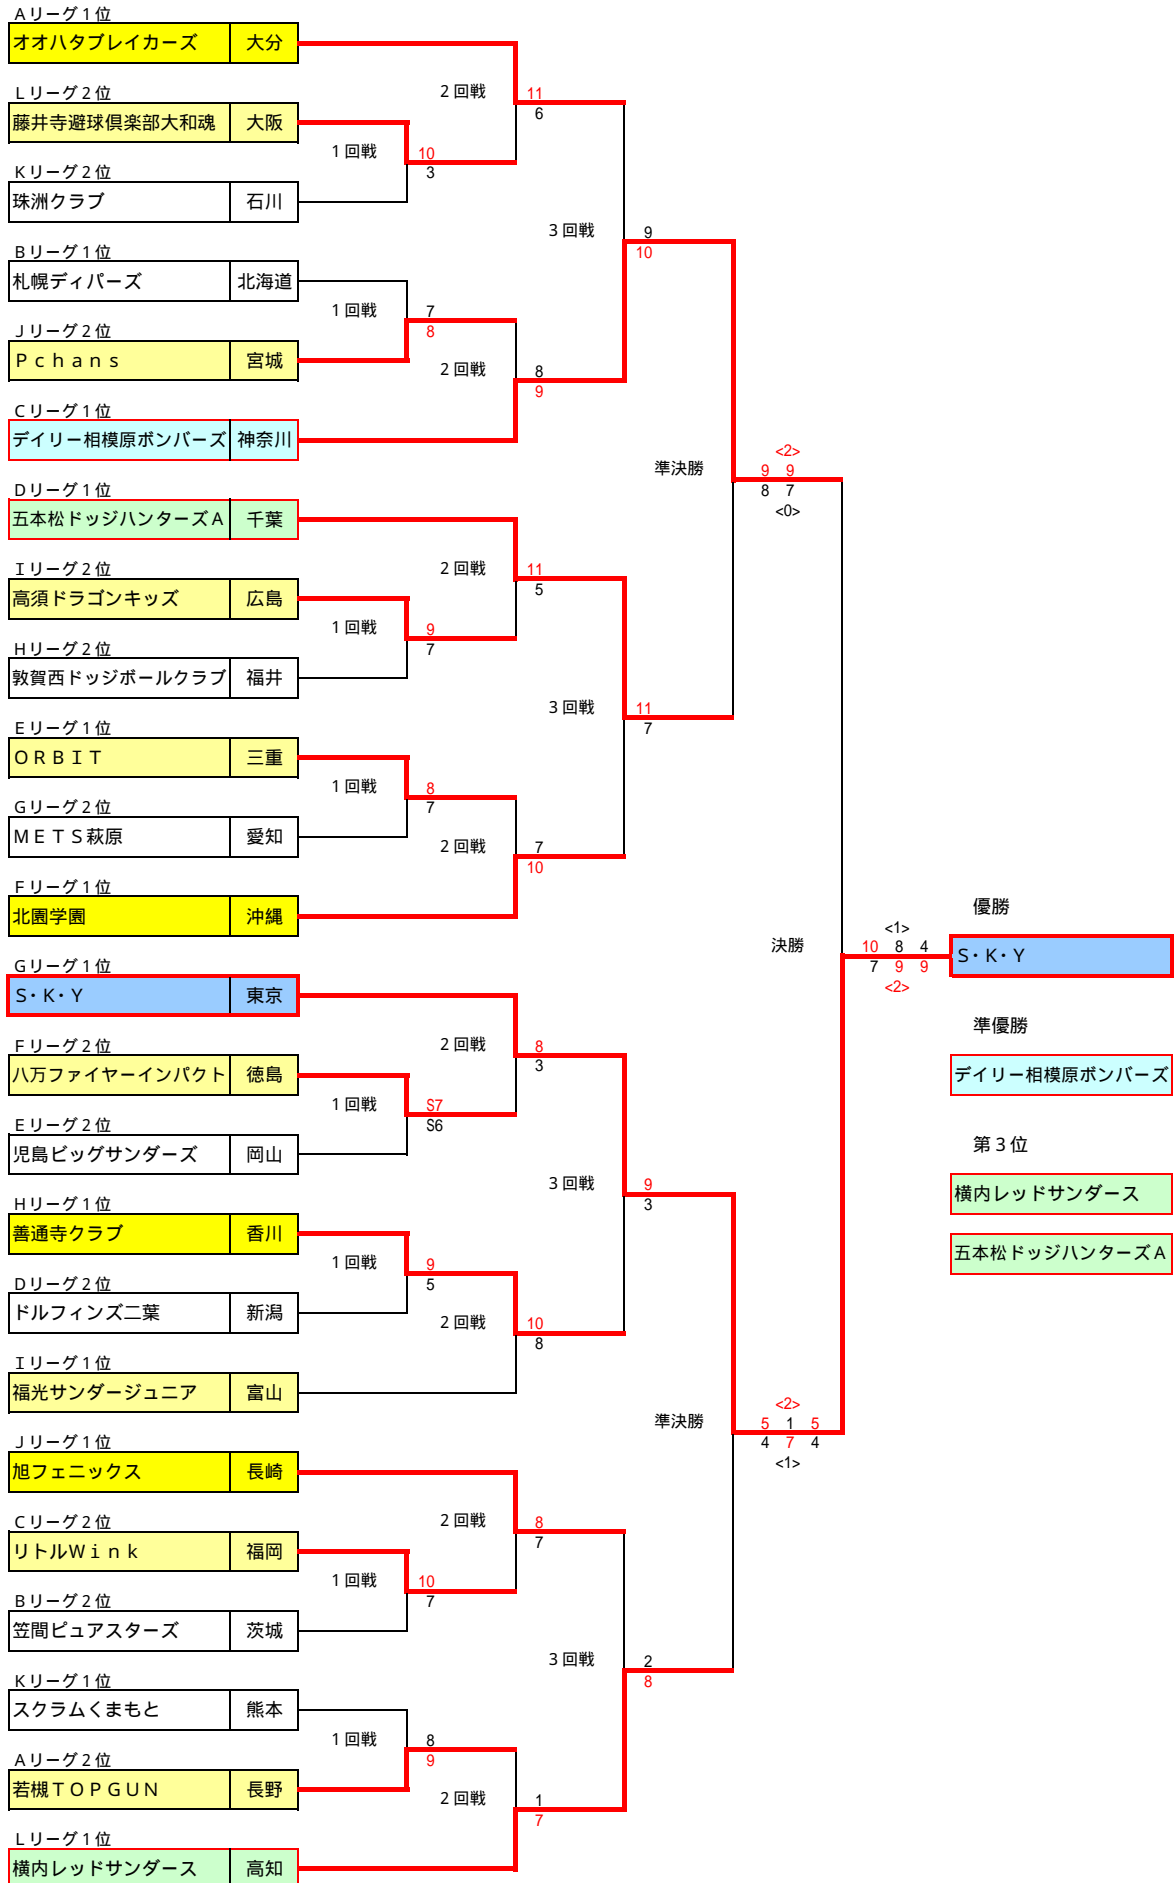 Aリーグ1位
オオハタブレイカーズ 大分
2回戦 11
6
Lリーグ2位
藤井寺避球倶楽部大和魂 大阪
1回戦 10
3
Kリーグ2位
珠洲クラブ 石川
3回戦 9
10
Bリーグ1位
札幌ディパーズ 北海道
1回戦 7
8
Jリーグ2位
Pchans 宮城
2回戦 8
9
Cリーグ1位
デイリー相模原ボンバーズ 神奈川
準決勝 <2>
9 9
8 7
<0>
Dリーグ1位
五本松ドッジハンターズA 千葉
2回戦 11
5
Iリーグ2位
高須ドラゴンキッズ 広島
1回戦 9
7
Hリーグ2位
敦賀西ドッジボールクラブ 福井
3回戦 11
7
Eリーグ1位
ORBIT 三重
1回戦 8
7
Gリーグ2位
METS萩原 愛知
2回戦 7
10
Fリーグ1位
北園学園 沖縄
決勝 <1>
10 8 4
7 9 9
<2>
優勝
S・K・Y
準優勝
デイリー相模原ボンバーズ
第3位
横内レッドサンダース
五本松ドッジハンターズA
Gリーグ1位
S・K・Y 東京
2回戦 8
3
Fリーグ2位
八万ファイヤーインパクト 徳島
1回戦 S7
S6
Eリーグ2位
児島ビッグサンダーズ 岡山
3回戦 9
3
Hリーグ1位
善通寺クラブ 香川
1回戦 9
5
Dリーグ2位
ドルフィンズ二葉 新潟
2回戦 10
8
Iリーグ1位
福光サンダージュニア 富山
準決勝 <2>
5 1 5
4 7 4
<1>
Jリーグ1位
旭フェニックス 長崎
2回戦 8
7
Cリーグ2位
リトルWink 福岡
1回戦 10
7
Bリーグ2位
笠間ピュアスターズ 茨城
3回戦 2
8
Kリーグ1位
スクラムくまもと 熊本
1回戦 8
9
Aリーグ2位
若槻TOPGUN 長野
2回戦 1
7
Lリーグ1位
横内レッドサンダース 高知